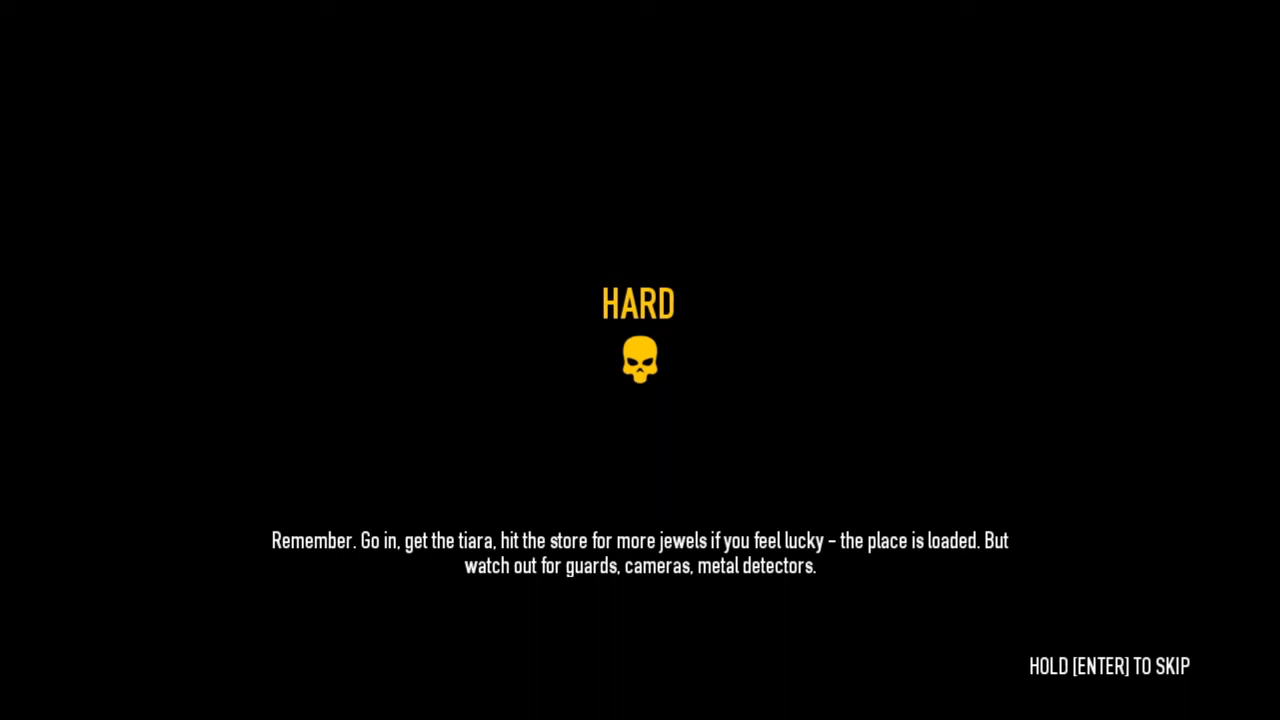 HARD
Remember. Go in, get the tiara, hit the store for more jewels if you feel lucky - the place is loaded. But
watch out for guards, cameras, metal detectors.
HOLD [ENTER] TO SKIP